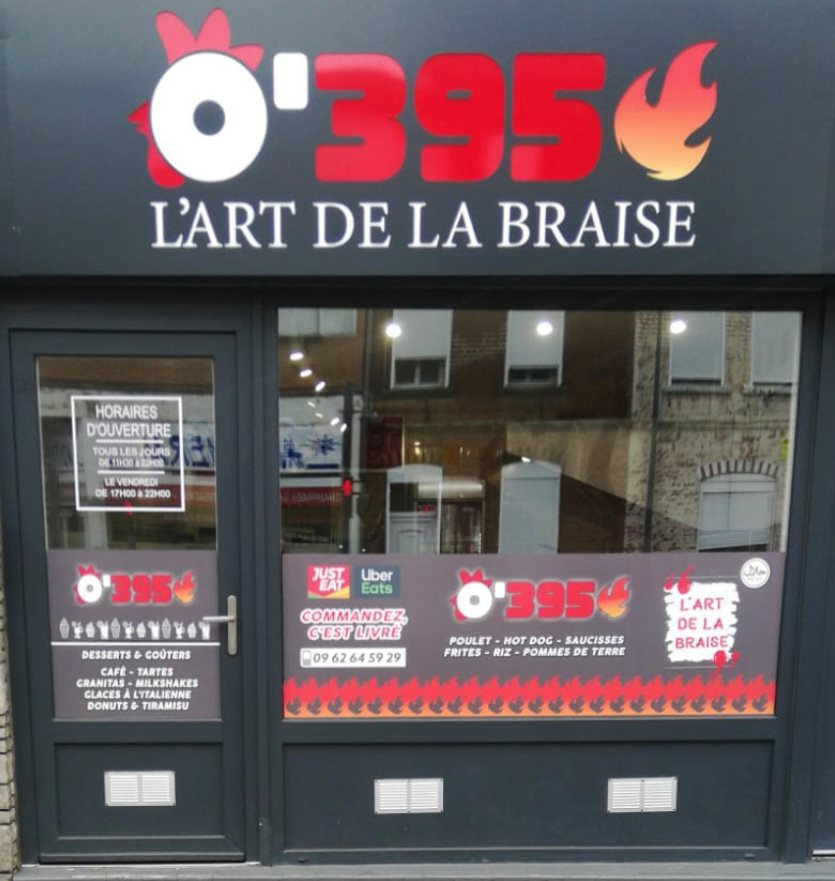 O'395
L'ART DE LA BRAISE
HORAIRES
D'OUVERTURE
TOUS LES JOURS
DE 11H30 à 22H00
LE VENDREDI
DE 17H00 à 22H00
O'395
DESSERTS & GOÛTERS
CAFÉ - TARTES
GRANITAS - MILKSHAKES
GLACES À L'ITALIENNE
DONUTS & TIRAMISU
JUST
EAT
Uber
Eats
COMMANDEZ,
C'EST LIVRÉ
09 62 64 59 29
O'395
POULET - HOT DOG - SAUCISSES
FRITES - RIZ - POMMES DE TERRE
L'ART
DE LA
BRAISE
حلال